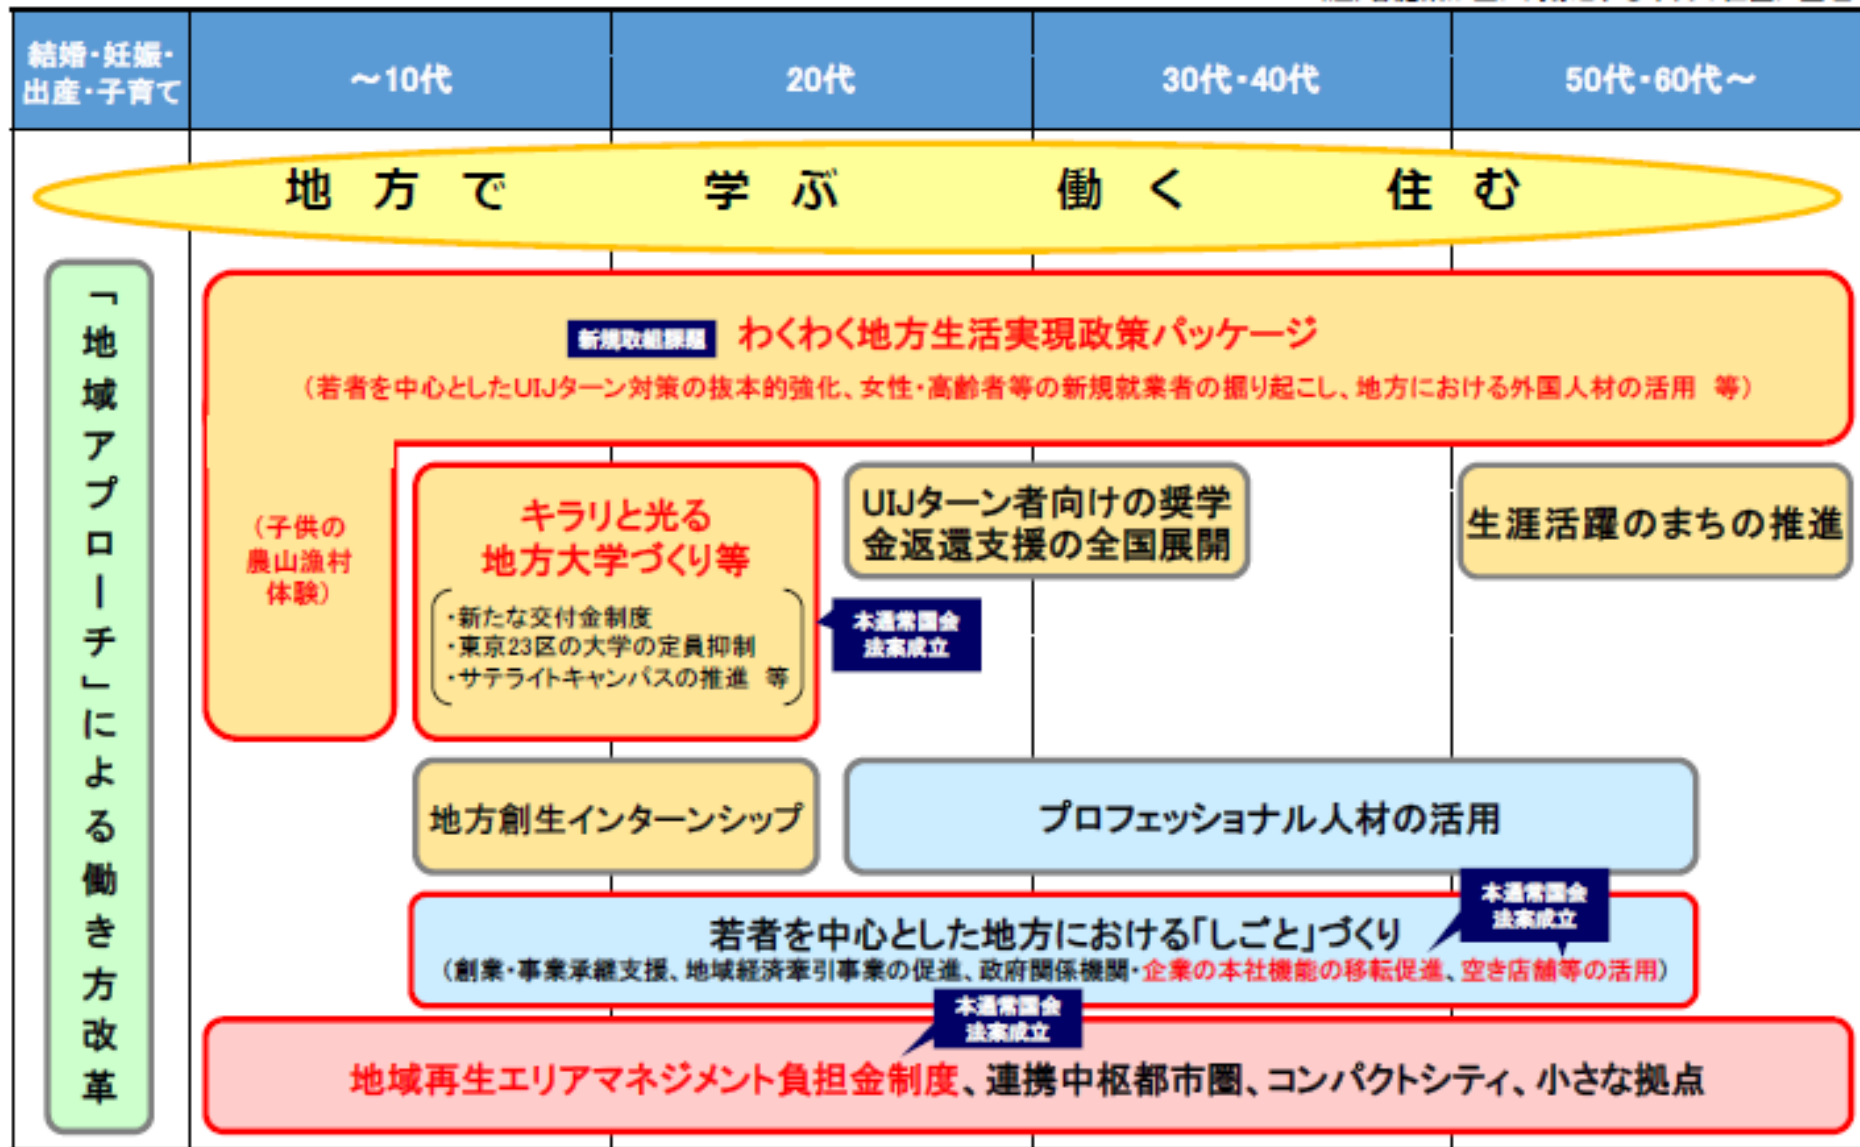 結婚・妊娠・
出産・子育て
～10代
20代
30代・40代
50代・60代～
地方で 学ぶ 働く 住む
「地域アプローチ」による働き方改革
新規取組課題 わくわく地方生活実現政策パッケージ
（若者を中心としたUIJターン対策の抜本的強化、女性・高齢者等の新規就業者の掘り起こし、地方における外国人材の活用 等）
（子供の
農山漁村
体験）
キラリと光る
地方大学づくり等
・新たな交付金制度
・東京23区の大学の定員抑制
・サテライトキャンパスの推進 等
本通常国会
法案成立
UIJターン者向けの奨学
金返還支援の全国展開
生涯活躍のまちの推進
地方創生インターンシップ
プロフェッショナル人材の活用
本通常国会
法案成立
若者を中心とした地方における「しごと」づくり
（創業・事業承継支援、地域経済牽引事業の促進、政府関係機関・企業の本社機能の移転促進、空き店舗等の活用）
本通常国会
法案成立
地域再生エリアマネジメント負担金制度、連携中枢都市圏、コンパクトシティ、小さな拠点